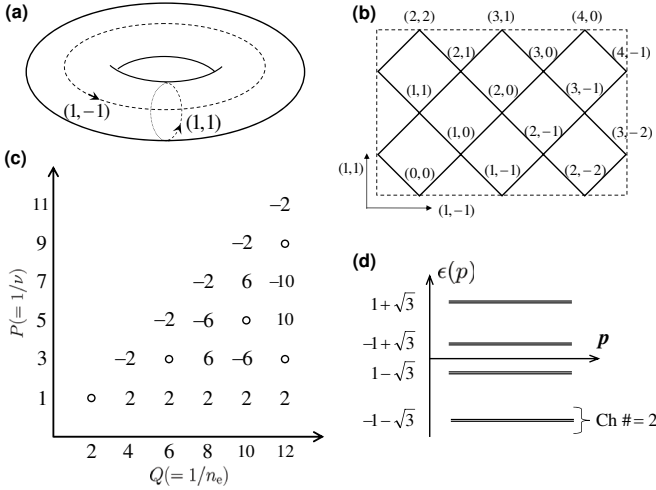 (a)
(1,−1)
(1,1)
(b)
(2, 2) (3,1) (4, 0)
(2,1) (3,0) (4,−1)
(1,1) (2,0) (3,−1)
(1,0) (2,−1) (3,−2)
(0,0) (1,−1) (2,−2)
(1,1)
(1,−1)
(c)
P(=1/ν)
11 −2
9 −2
7 −2 6 −10
5 −2 −6 10
3 −2 6 −6
1 2 2 2 2 2
2 4 6 8 10 12
Q(=1/nₑ)
(d)
ϵ(p)
1+√3
−1+√3
p
1−√3
−1−√3
Ch # = 2